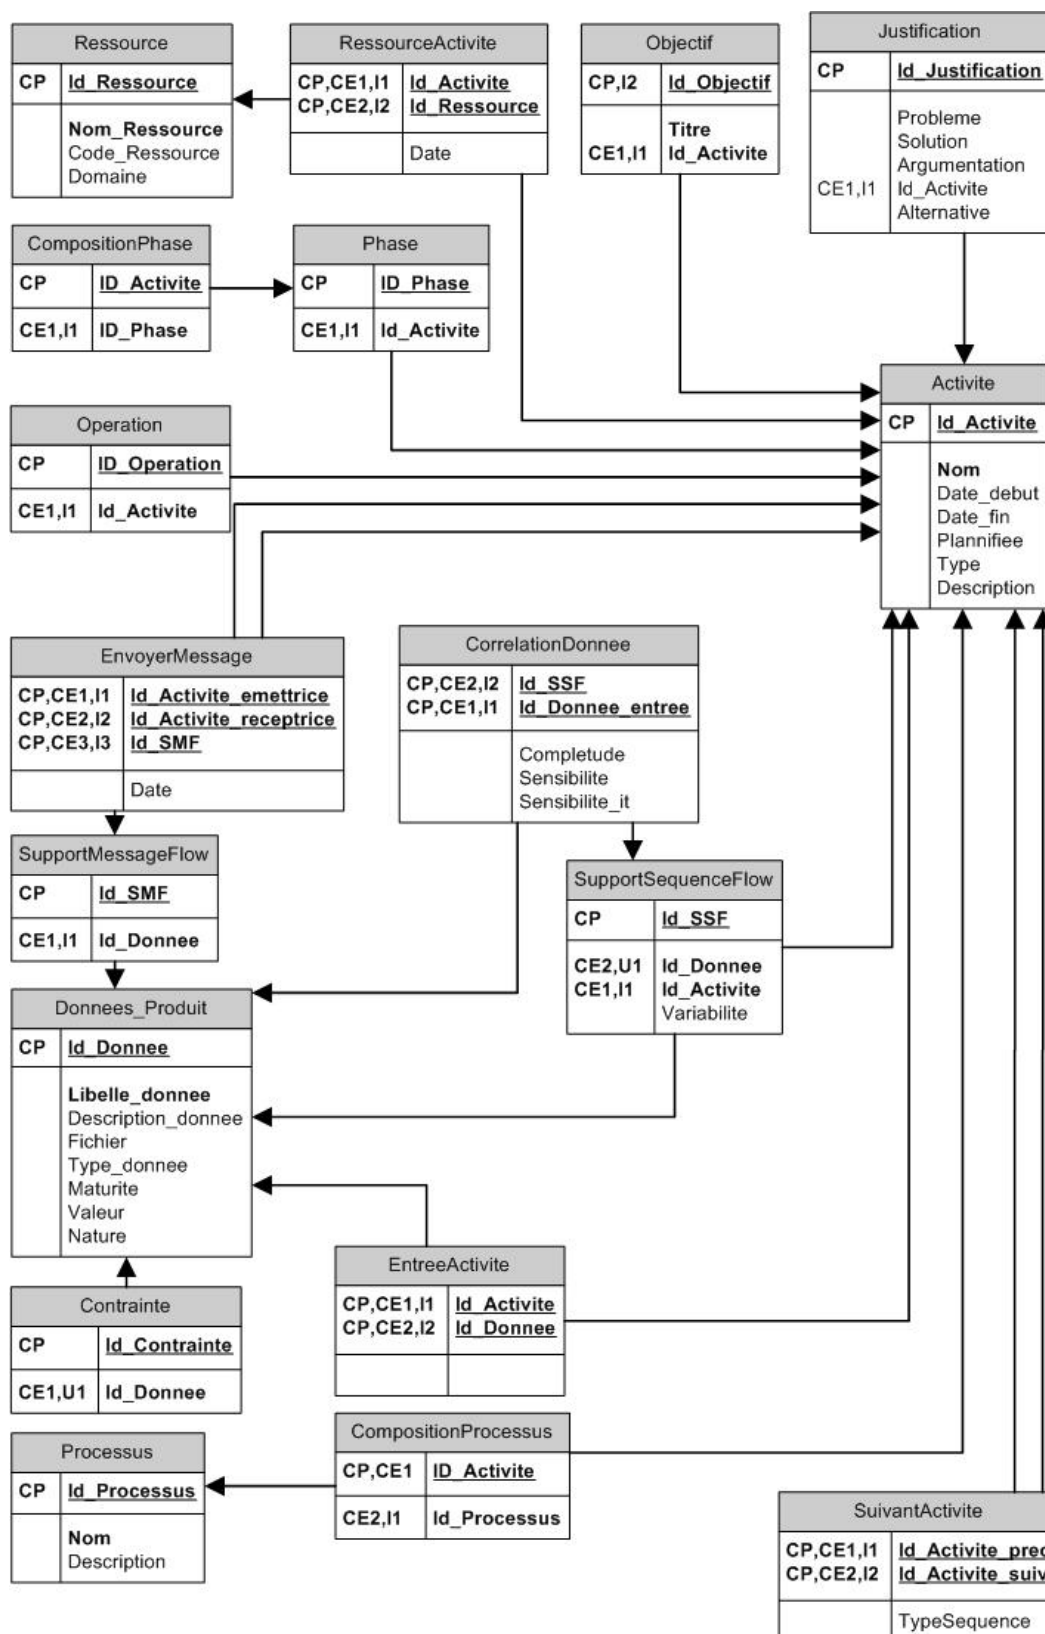 Ressource
CP Id_Ressource
Nom_Ressource
Code_Ressource
Domaine
RessourceActivite
CP,CE1,I1 Id_Activite
CP,CE2,I2 Id_Ressource
Date
Objectif
CP,I2 Id_Objectif
Titre
CE1,I1 Id_Activite
Justification
CP Id_Justification
Probleme
Solution
Argumentation
CE1,I1 Id_Activite
Alternative
CompositionPhase
CP ID_Activite
CE1,I1 ID_Phase
Phase
CP ID_Phase
CE1,I1 Id_Activite
Activite
CP Id_Activite
Nom
Date_debut
Date_fin
Plannifiee
Type
Description
Operation
CP ID_Operation
CE1,I1 Id_Activite
EnvoyerMessage
CP,CE1,I1 Id_Activite_emettrice
CP,CE2,I2 Id_Activite_receptrice
CP,CE3,I3 Id_SMF
Date
CorrelationDonnee
CP,CE2,I2 Id_SSF
CP,CE1,I1 Id_Donnee_entree
Completude
Sensibilite
Sensibilite_it
SupportMessageFlow
CP Id_SMF
CE1,I1 Id_Donnee
SupportSequenceFlow
CP Id_SSF
CE2,U1 Id_Donnee
CE1,I1 Id_Activite
Variabilite
Donnees_Produit
CP Id_Donnee
Libelle_donnee
Description_donnee
Fichier
Type_donnee
Maturite
Valeur
Nature
EntreeActivite
CP,CE1,I1 Id_Activite
CP,CE2,I2 Id_Donnee
Contrainte
CP Id_Contrainte
CE1,U1 Id_Donnee
CompositionProcessus
CP,CE1 ID_Activite
CE2,I1 Id_Processus
Processus
CP Id_Processus
Nom
Description
SuivantActivite
CP,CE1,I1 Id_Activite_prec
CP,CE2,I2 Id_Activite_suiv
TypeSequence